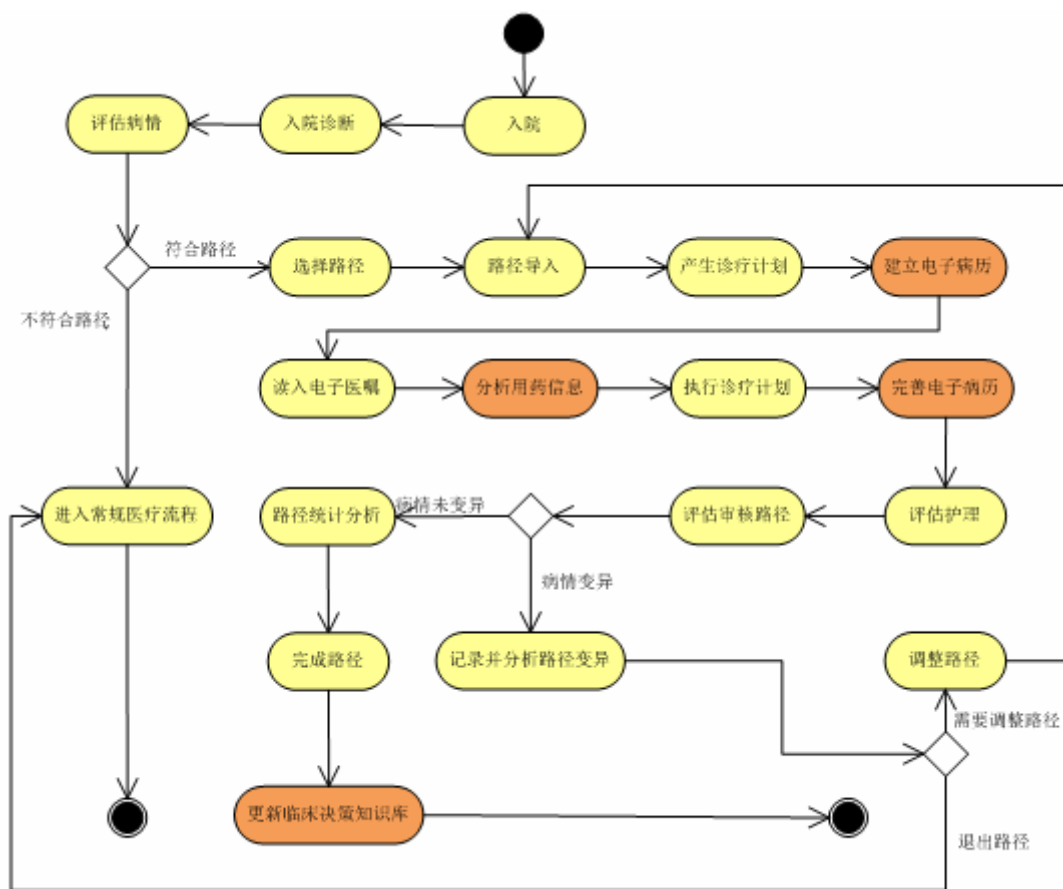 评估病情
入院诊断
入院
符合路径
选择路径
路径导入
产生诊疗计划
建立电子病历
不符合路径
读入电子医嘱
分析用药信息
执行诊疗计划
完善电子病历
进入常规医疗流程
路径统计分析
病情未变异
评估审核路径
评估护理
病情变异
完成路径
记录并分析路径变异
调整路径
需要调整路径
更新临床决策知识库
退出路径